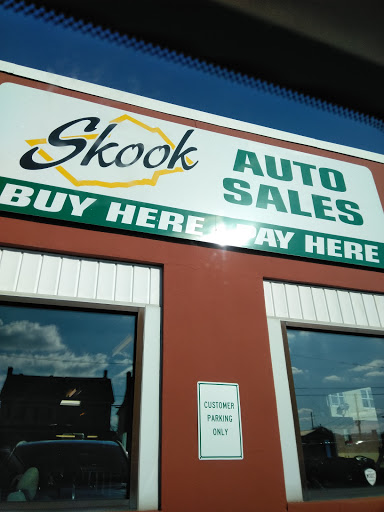 Skook
AUTO
SALES
BUY HERE PAY HERE
CUSTOMER
PARKING
ONLY